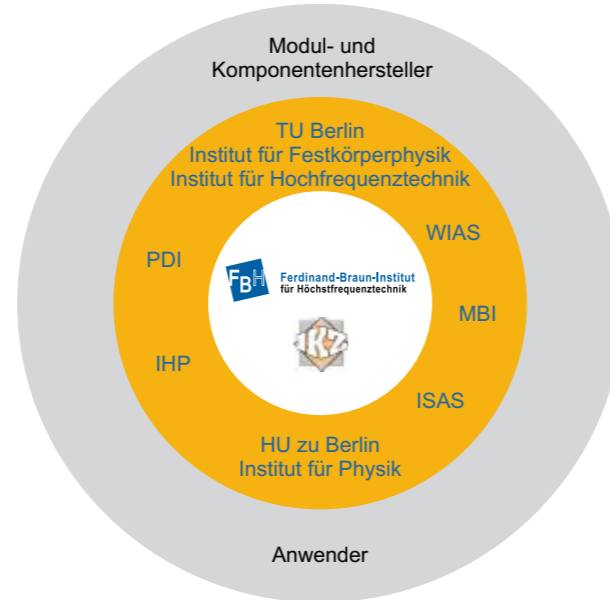 Modul- und
Komponentenhersteller
TU Berlin
Institut für Festkörperphysik
Institut für Hochfrequenztechnik
WIAS
PDI
FBH
Ferdinand-Braun-Institut
für Höchstfrequenztechnik
MBI
IKZ
IHP
ISAS
HU zu Berlin
Institut für Physik
Anwender